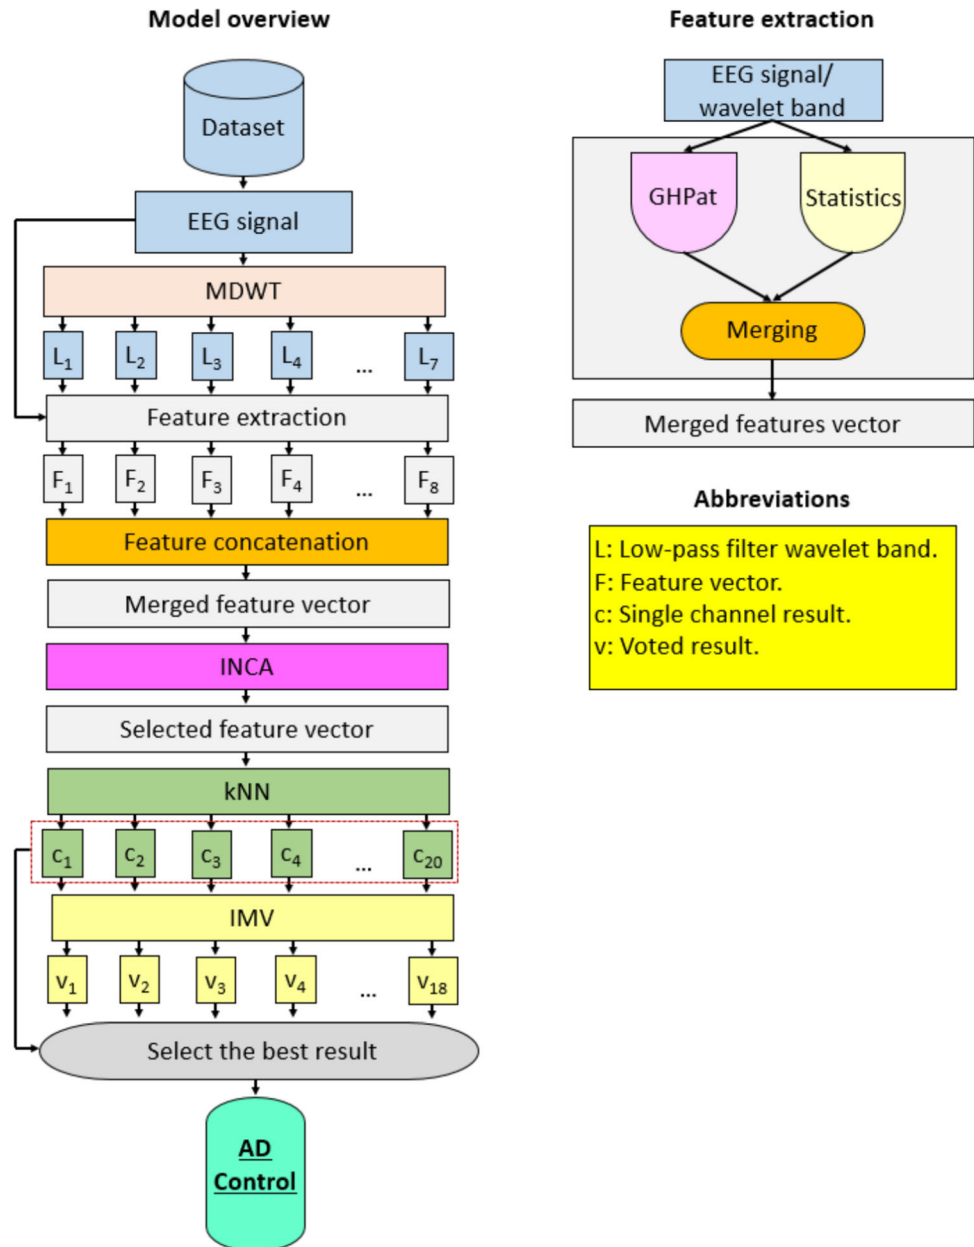 Model overview
Dataset
EEG signal
MDWT
L1 L2 L3 L4 ... L7
Feature extraction
F1 F2 F3 F4 ... F8
Feature concatenation
Merged feature vector
INCA
Selected feature vector
kNN
c1 c2 c3 c4 ... c20
IMV
v1 v2 v3 v4 ... v18
Select the best result
AD
Control
Feature extraction
EEG signal/
wavelet band
GHPat Statistics
Merging
Merged features vector
Abbreviations
L: Low-pass filter wavelet band.
F: Feature vector.
c: Single channel result.
v: Voted result.